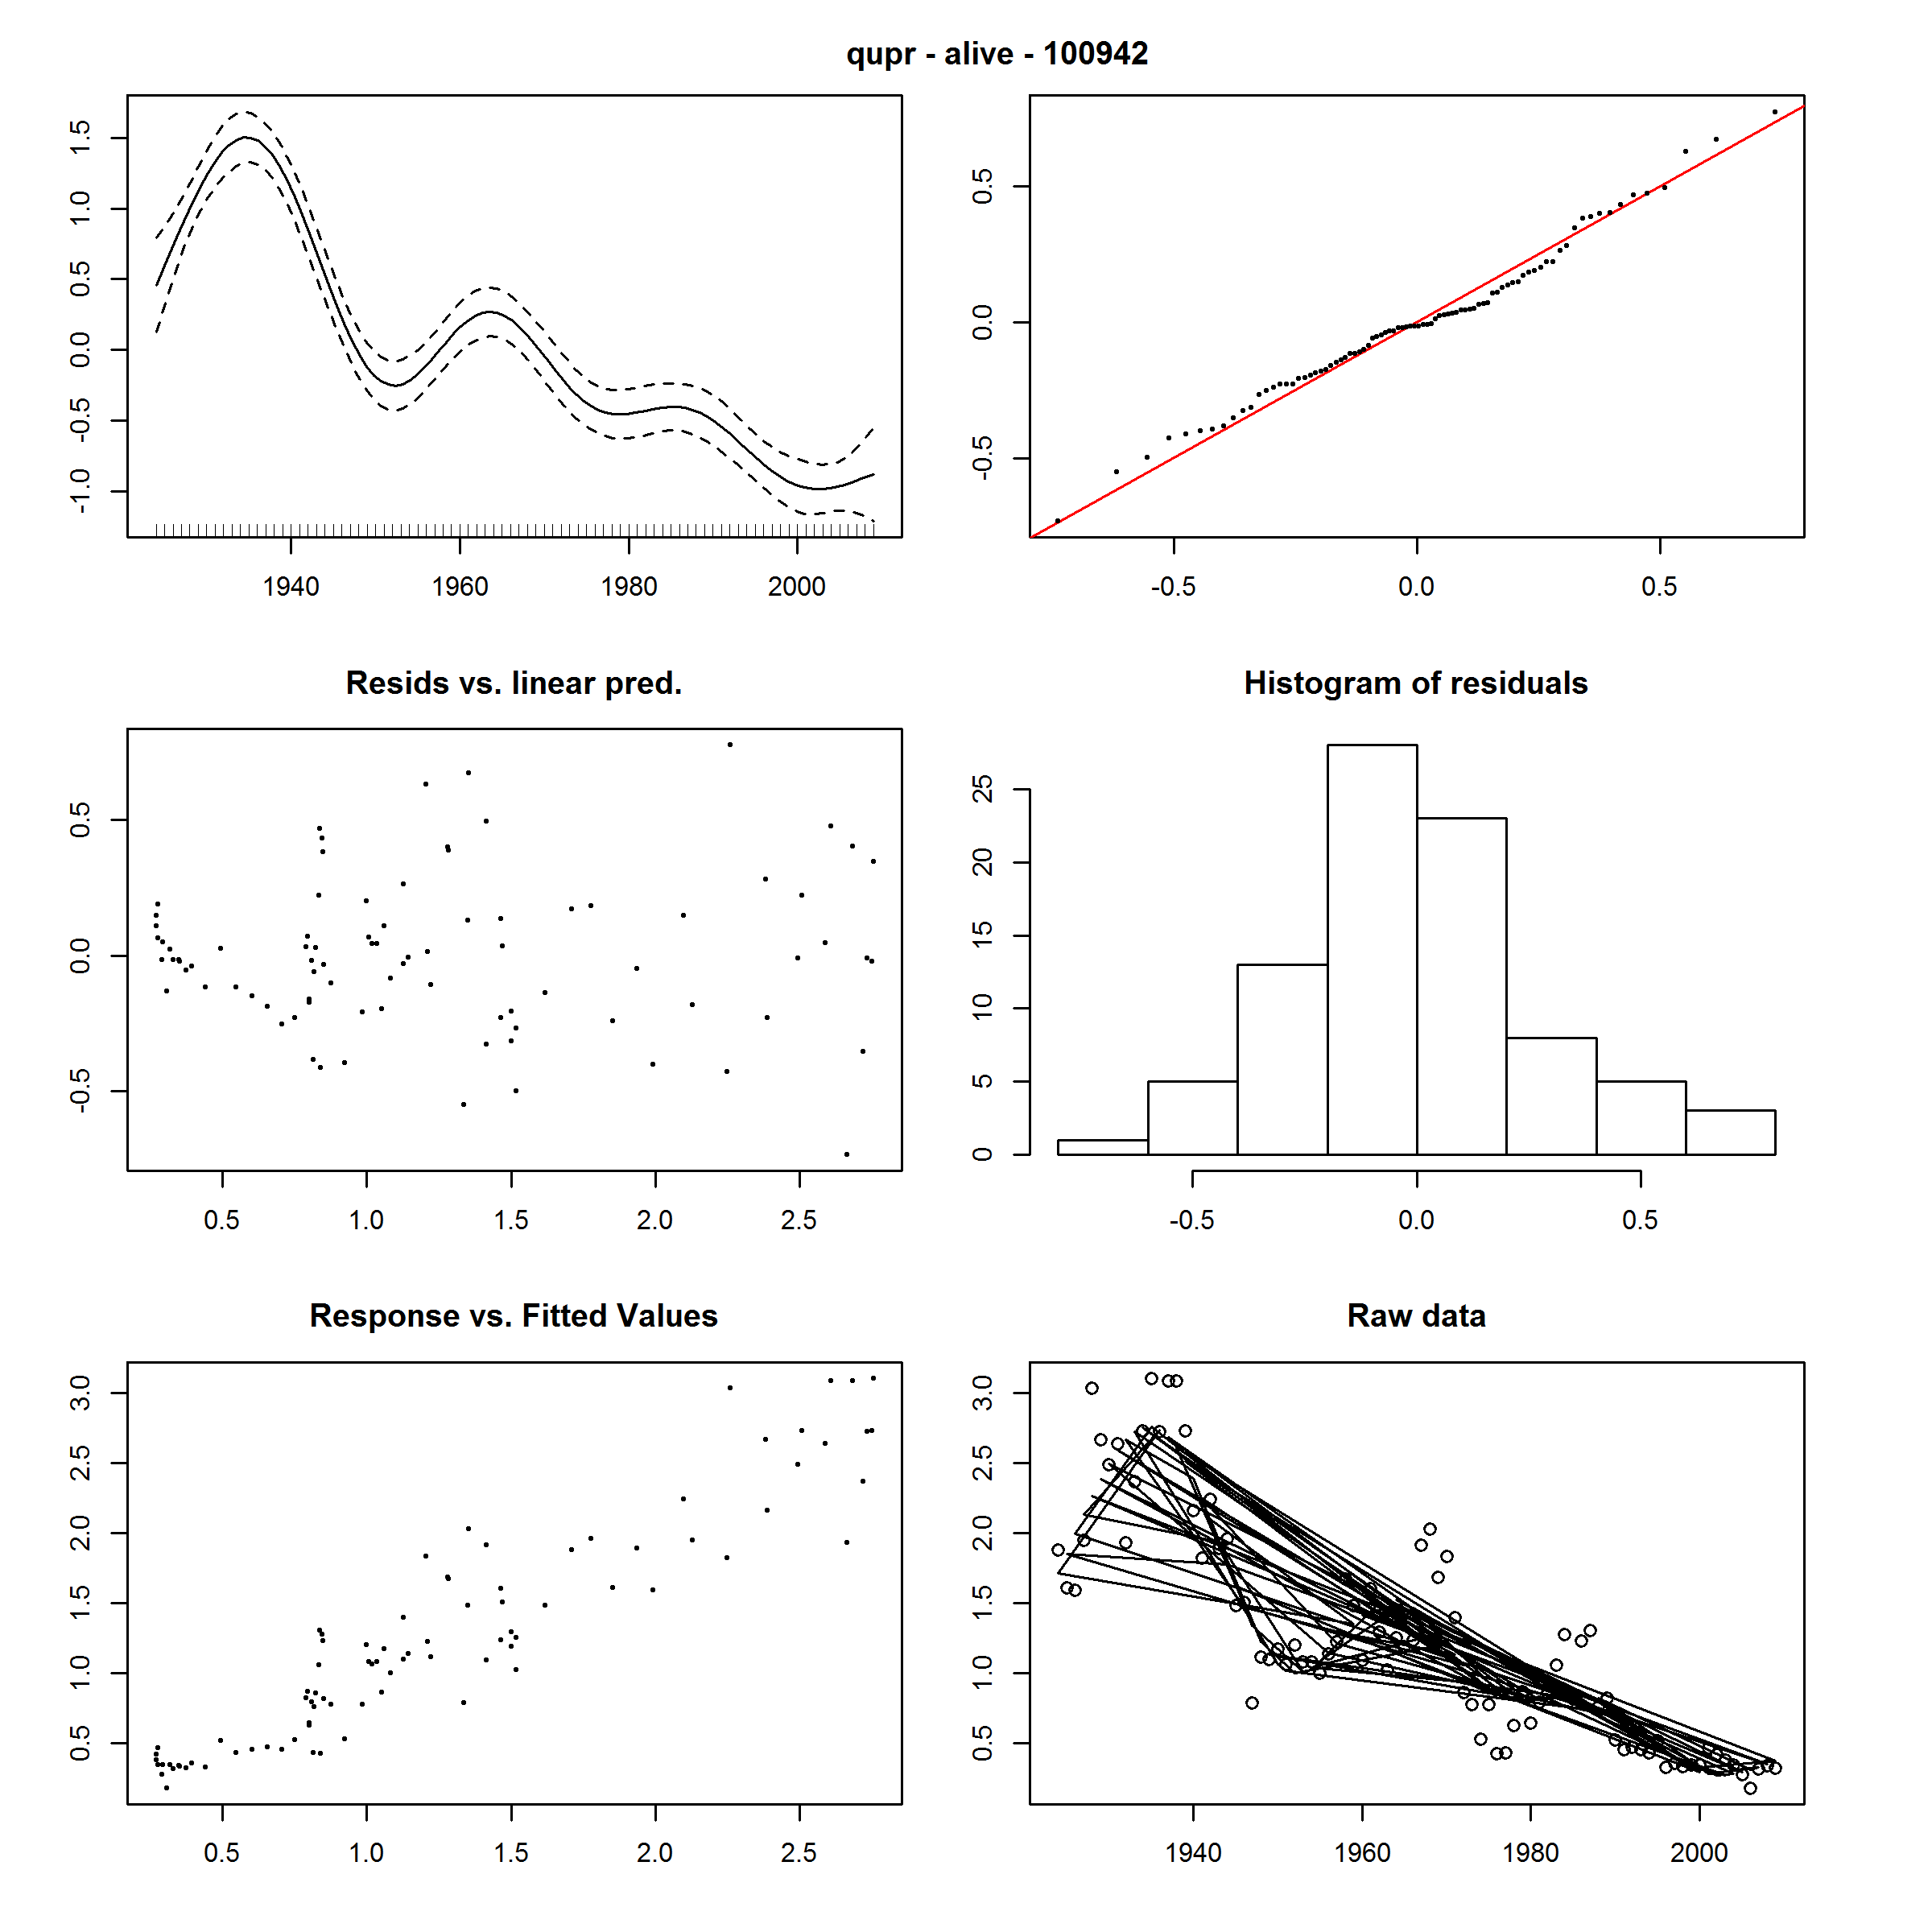 qupr - alive - 100942
1.5
1.0
0.5
0.0
-0.5
-1.0
1940 1960 1980 2000
0.5
0.0
-0.5
-0.5 0.0 0.5
Resids vs. linear pred.
0.5
0.0
-0.5
0.5 1.0 1.5 2.0 2.5
Histogram of residuals
25
20
15
10
5
0
-0.5 0.0 0.5
Response vs. Fitted Values
3.0
2.5
2.0
1.5
1.0
0.5
0.5 1.0 1.5 2.0 2.5
Raw data
3.0
2.5
2.0
1.5
1.0
0.5
1940 1960 1980 2000